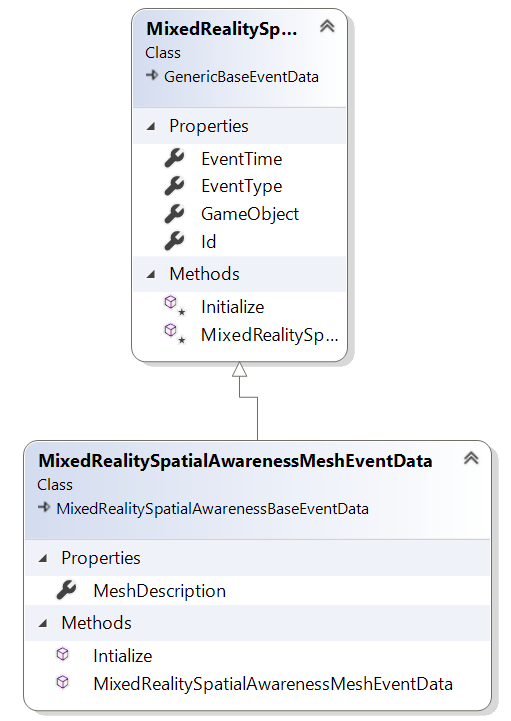 MixedRealitySp...
Class
GenericBaseEventData
Properties
EventTime
EventType
GameObject
Id
Methods
Initialize
MixedRealitySp...
MixedRealitySpatialAwarenessMeshEventData
Class
MixedRealitySpatialAwarenessBaseEventData
Properties
MeshDescription
Methods
Intialize
MixedRealitySpatialAwarenessMeshEventData